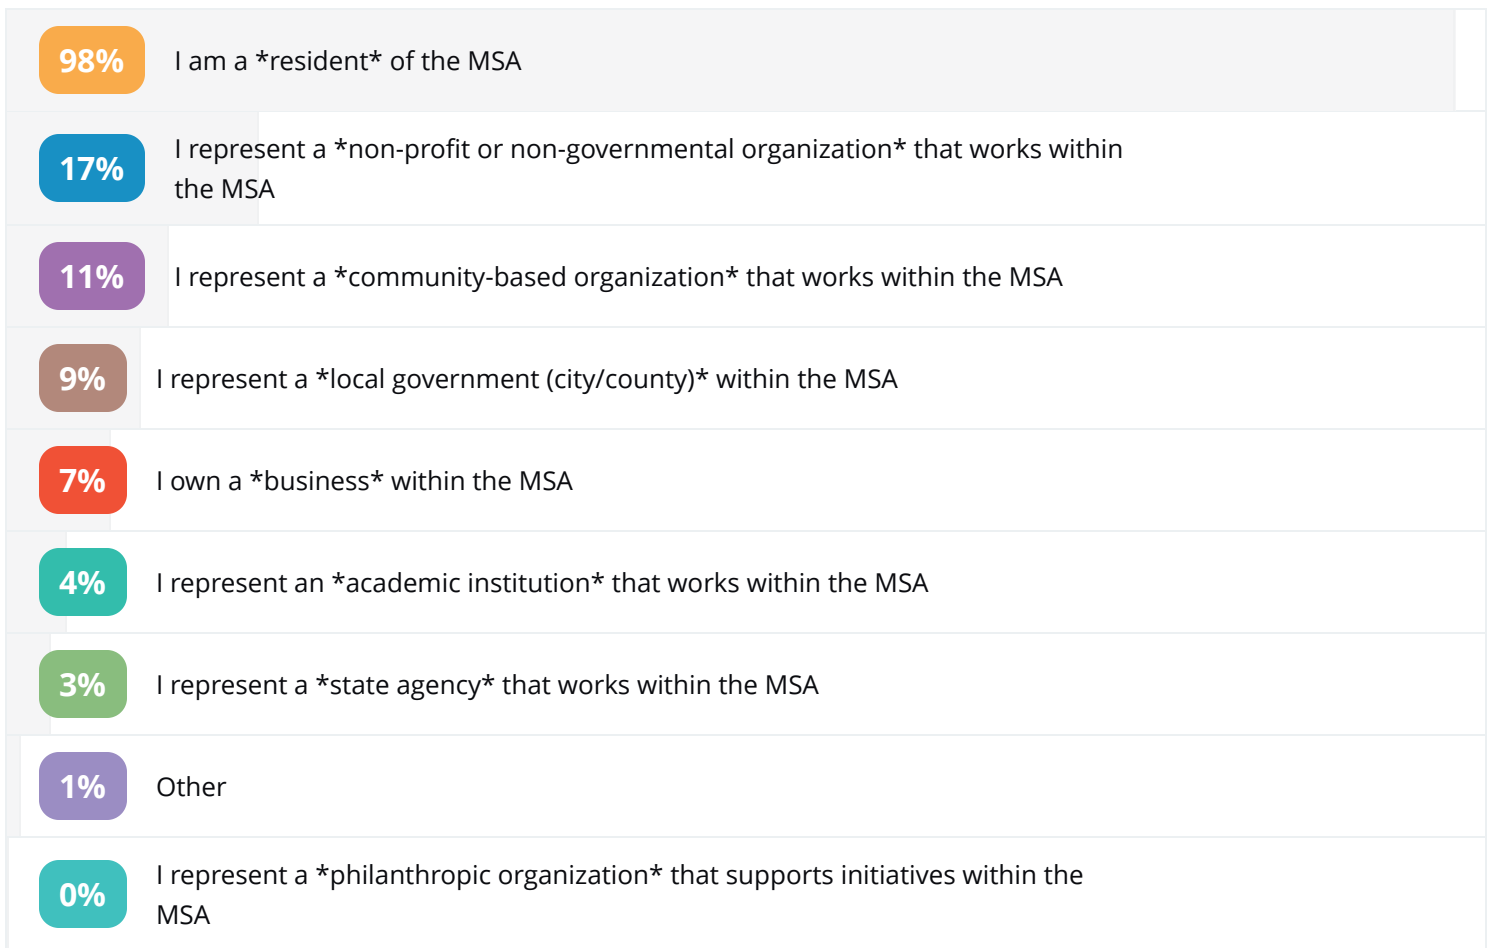 98% I am a *resident* of the MSA
17% I represent a *non-profit or non-governmental organization* that works within
the MSA
11% I represent a *community-based organization* that works within the MSA
9% I represent a *local government (city/county)* within the MSA
7% I own a *business* within the MSA
4% I represent an *academic institution* that works within the MSA
3% I represent a *state agency* that works within the MSA
1% Other
0% I represent a *philanthropic organization* that supports initiatives within the
MSA